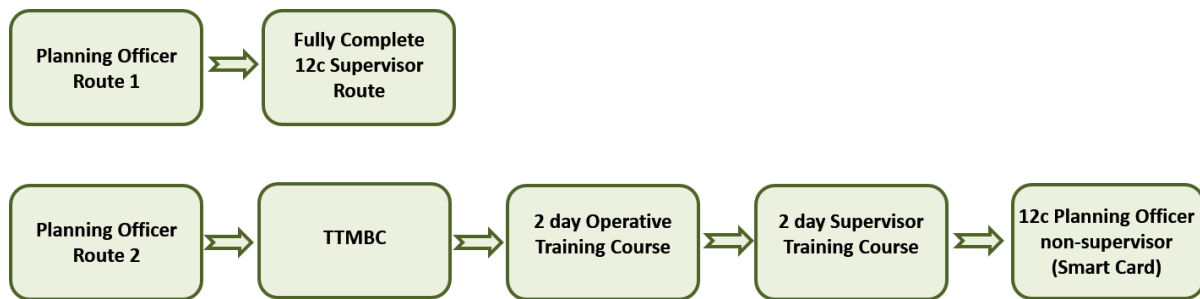 Planning Officer
Route 1
Fully Complete
12c Supervisor
Route
Planning Officer
Route 2
TTMBC
2 day Operative
Training Course
2 day Supervisor
Training Course
12c Planning Officer
non-supervisor
(Smart Card)